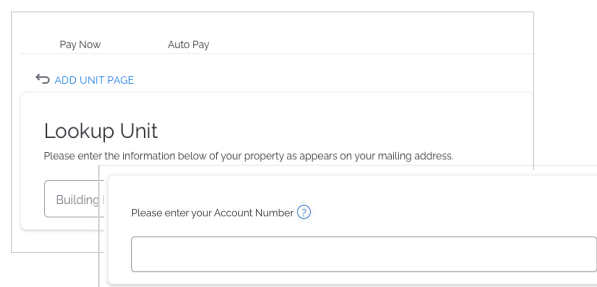 Pay Now Auto Pay
ADD UNIT PAGE
Lookup Unit
Please enter the information below of your property as appears on your mailing address.
Building
Please enter your Account Number ?